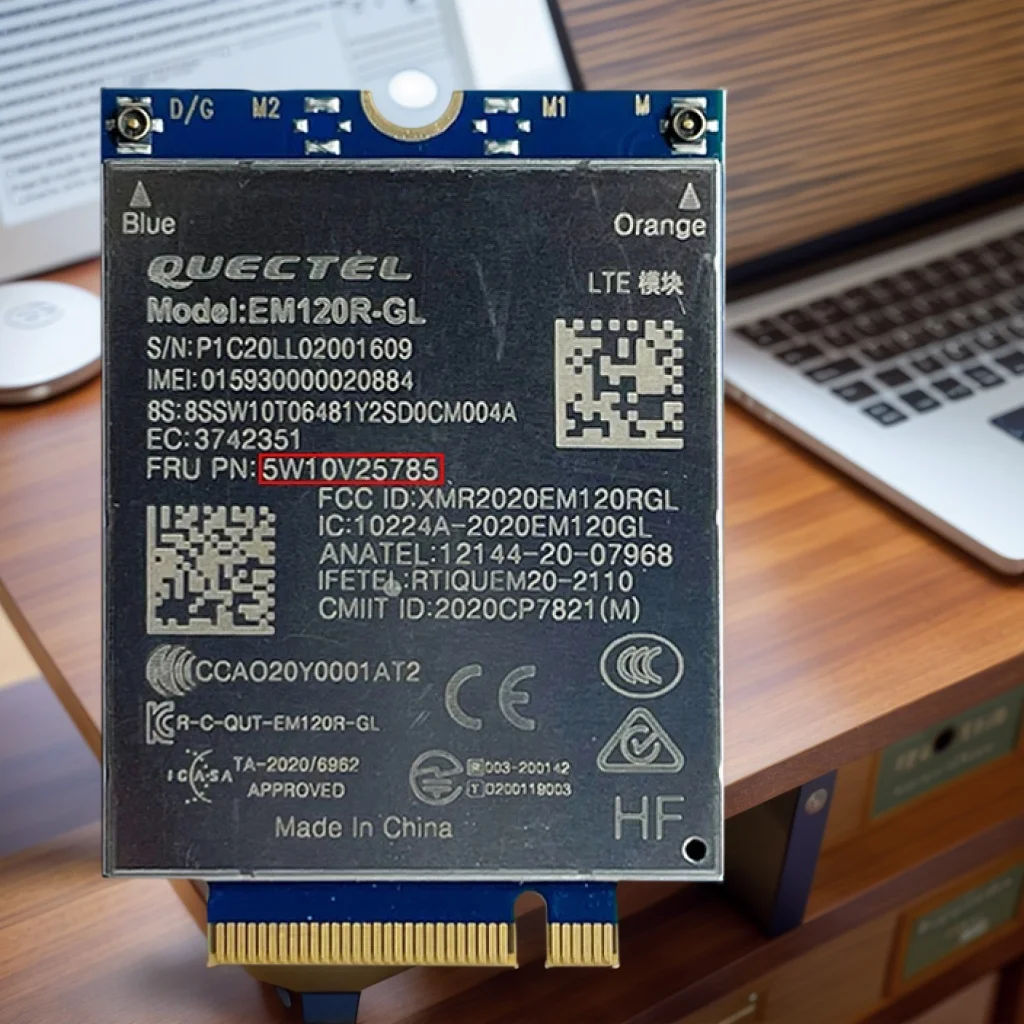 D/G M2 M1 M
Blue
Orange
QUECTEL
LTE 模块
Model:EM120R-GL
S/N:P1C20LL02001609
IMEI:015930000020884
8S:8SSW10T06481Y2SD0CM004A
EC:3742351
FRU PN:5W10V25785
FCC ID:XMR2020EM120RGL
IC:10224A-2020EM120GL
ANATEL:12144-20-07968
IFETEL:RTIQUEM20-2110
CMIIT ID:2020CP7821(M)
CCAO20Y0001AT2
CE
R-C-QUT-EM120R-GL
ICASA
TA-2020/6962
APPROVED
R 003-200142
T D200119003
Made In China
HF